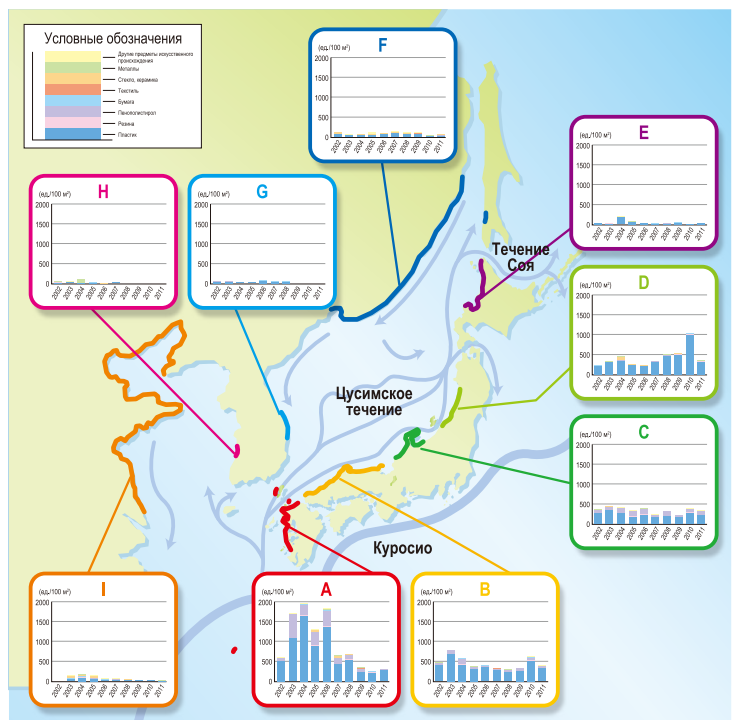 Условные обозначения
Другие предметы искусственного
происхождения
Металлы
Стекло, керамика
Текстиль
Бумага
Пенополистирол
Резина
Пластик
F
(ед./100 м²)
2000
1500
1000
500
0
2002 2003 2004 2005 2006 2007 2008 2009 2010 2011
E
(ед./100 м²)
2000
1500
1000
500
0
2002 2003 2004 2005 2006 2007 2008 2009 2010 2011
H
(ед./100 м²)
2000
1500
1000
500
0
2002 2003 2004 2005 2006 2007 2008 2009 2010 2011
G
(ед./100 м²)
2000
1500
1000
500
0
2002 2003 2004 2005 2006 2007 2008 2009 2010 2011
Течение
Соя
D
(ед./100 м²)
2000
1500
1000
500
0
2002 2003 2004 2005 2006 2007 2008 2009 2010 2011
Цусимское
течение
C
(ед./100 м²)
2000
1500
1000
500
0
2002 2003 2004 2005 2006 2007 2008 2009 2010 2011
Куросио
I
(ед./100 м²)
2000
1500
1000
500
0
2002 2003 2004 2005 2006 2007 2008 2009 2010 2011
A
(ед./100 м²)
2000
1500
1000
500
0
2002 2003 2004 2005 2006 2007 2008 2009 2010 2011
B
(ед./100 м²)
2000
1500
1000
500
0
2002 2003 2004 2005 2006 2007 2008 2009 2010 2011